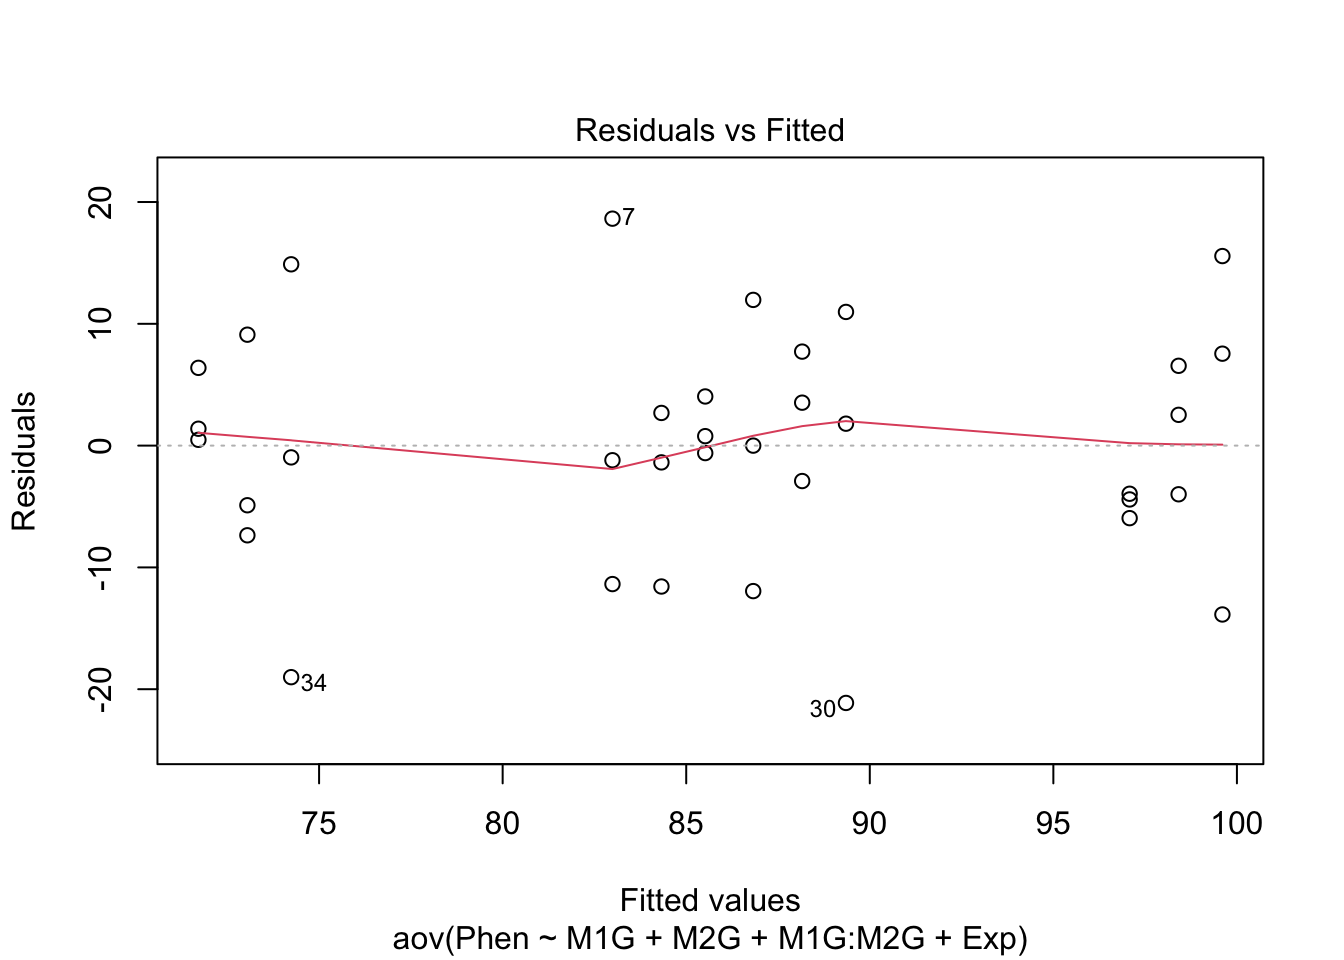 Residuals vs Fitted
20
10
0
-10
-20
Residuals
7
34
30
75 80 85 90 95 100
Fitted values
aov(Phen ~ M1G + M2G + M1G:M2G + Exp)